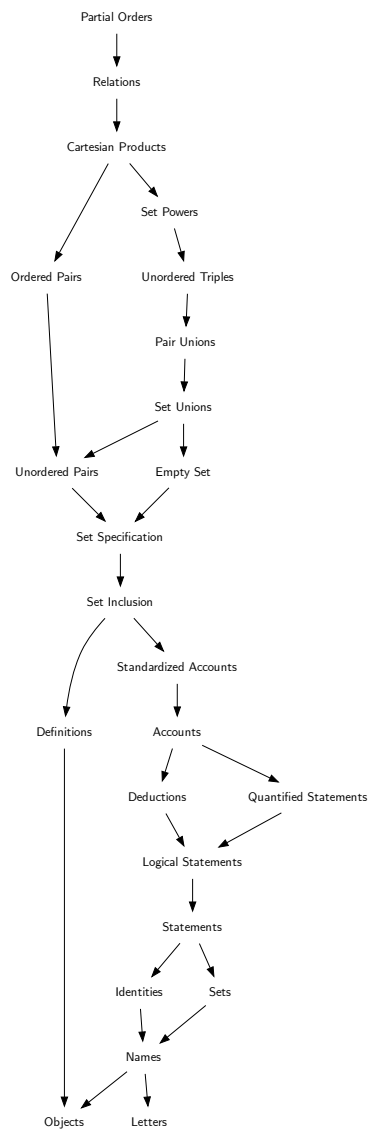 Partial Orders
Relations
Cartesian Products
Set Powers
Ordered Pairs
Unordered Triples
Pair Unions
Set Unions
Unordered Pairs
Empty Set
Set Specification
Set Inclusion
Standardized Accounts
Definitions
Accounts
Deductions
Quantified Statements
Logical Statements
Statements
Identities
Sets
Names
Objects
Letters